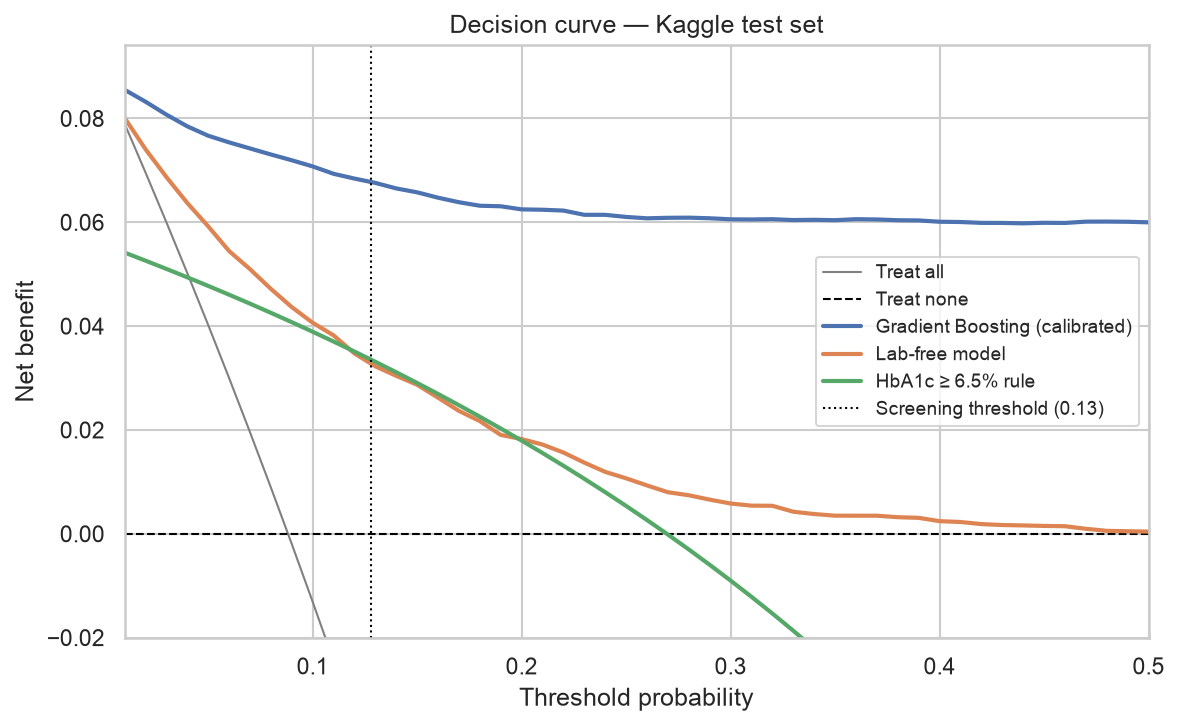 Decision curve — Kaggle test set
Net benefit
0.08
0.06
0.04
0.02
0.00
−0.02
Treat all
Treat none
Gradient Boosting (calibrated)
Lab-free model
HbA1c ≥ 6.5% rule
Screening threshold (0.13)
0.1 0.2 0.3 0.4 0.5
Threshold probability